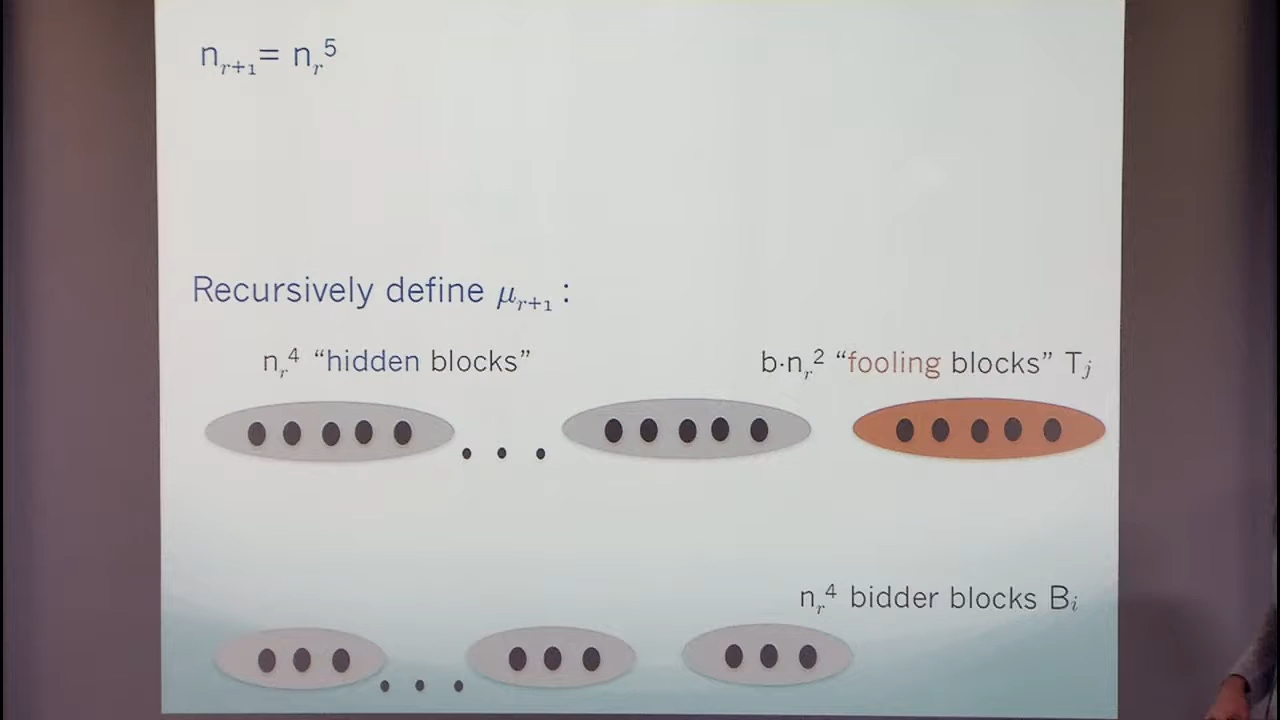 n_{r+1} = n_r^5
Recursively define μ_{r+1} :
n_r^4 “hidden blocks”
b·n_r^2 “fooling blocks” T_j
n_r^4 bidder blocks B_i